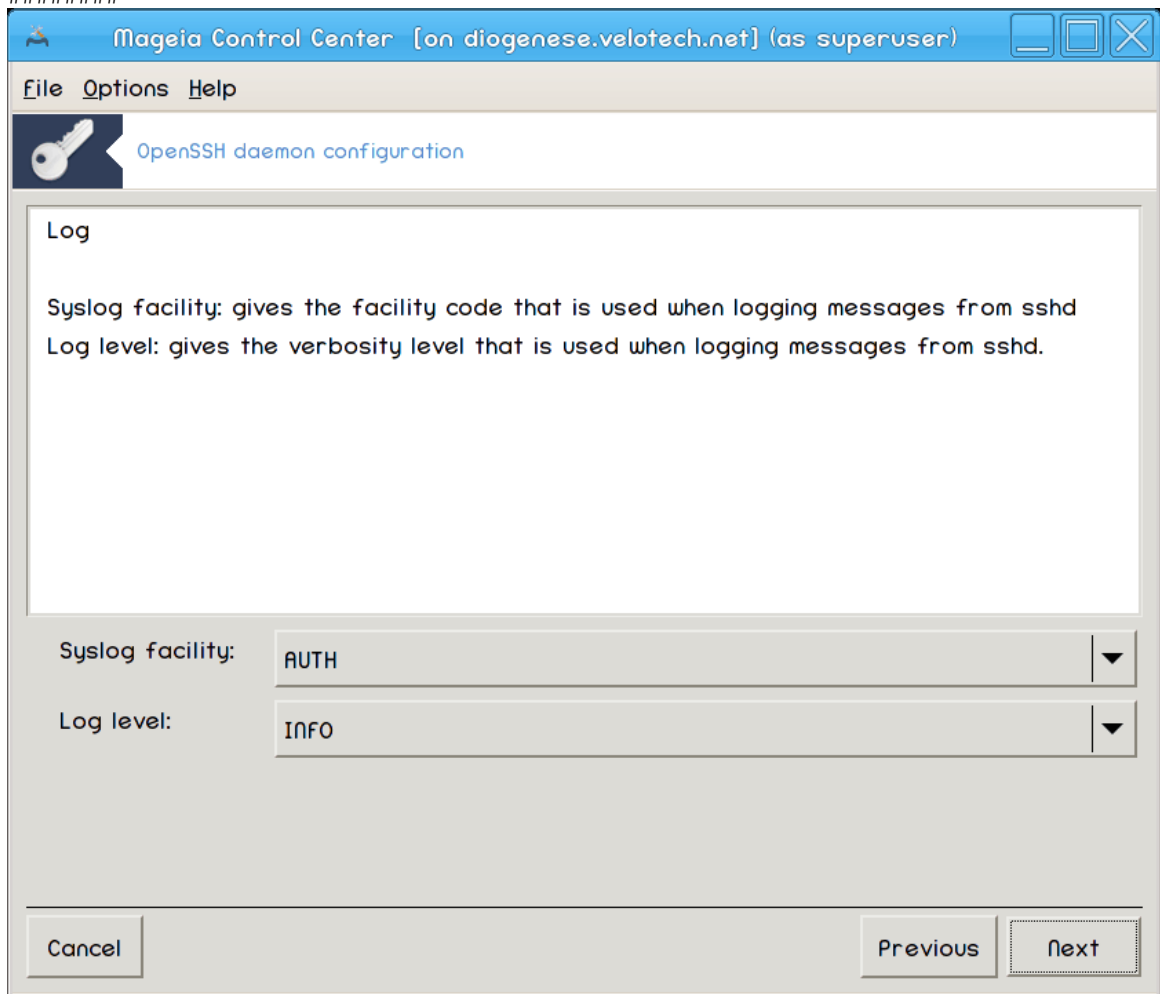 Mageia Control Center [on diogenese.velotech.net] (as superuser)
File Options Help
OpenSSH daemon configuration
Log
Syslog facility: gives the facility code that is used when logging messages from sshd
Log level: gives the verbosity level that is used when logging messages from sshd.
Syslog facility:
AUTH
Log level:
INFO
Cancel
Previous
Next